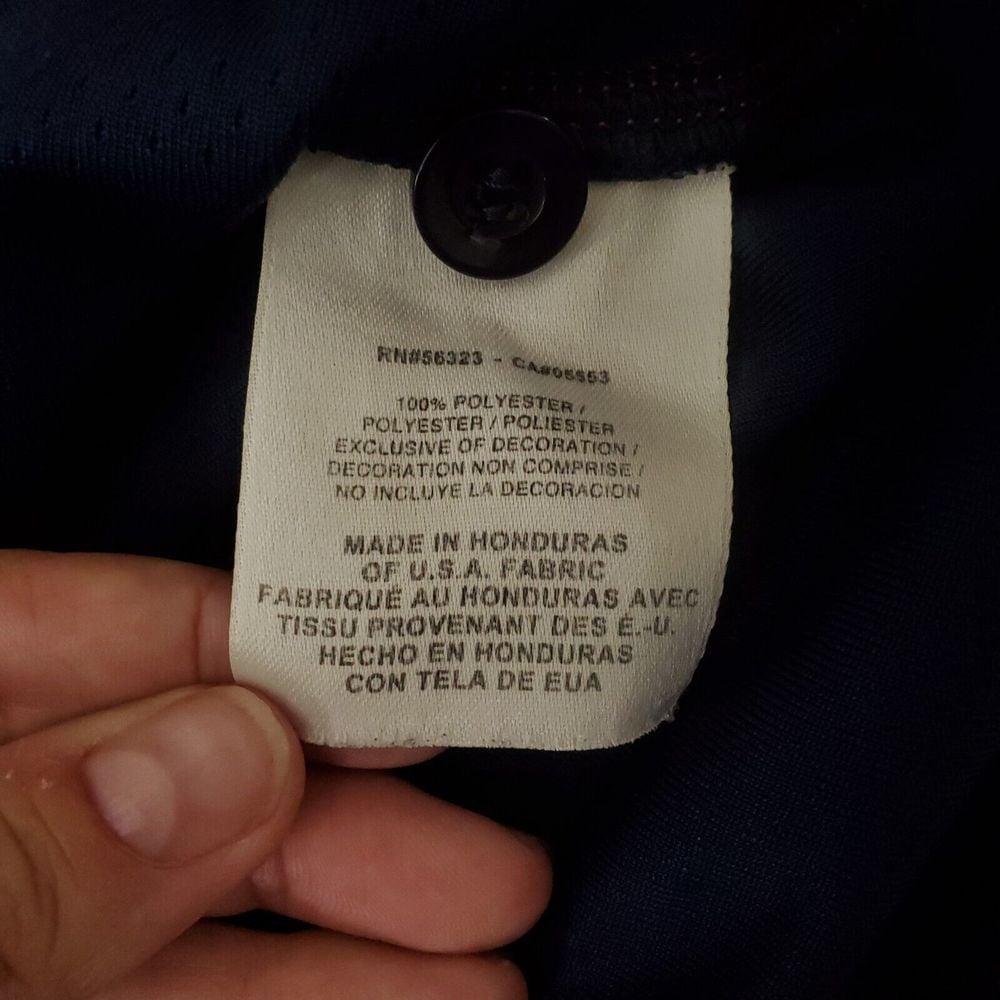 RN#56323 - CA#05553
100% POLYESTER /
POLYESTER / POLIESTER
EXCLUSIVE OF DECORATION /
DECORATION NON COMPRISE /
NO INCLUYE LA DECORACION
MADE IN HONDURAS
OF U.S.A. FABRIC
FABRIQUÉ AU HONDURAS AVEC
TISSU PROVENANT DES É.-U.
HECHO EN HONDURAS
CON TELA DE EUA